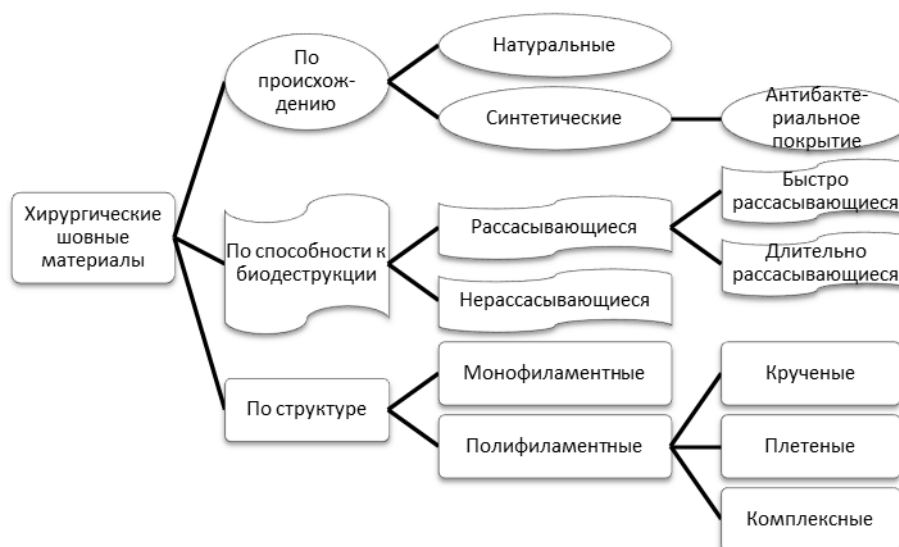 Хирургические
шовные
материалы
По
происхож-
дению
Натуральные
Синтетические
Антибакте-
риальное
покрытие
По способности к
биодеструкции
Рассасывающиеся
Быстро
рассасывающиеся
Длительно
рассасывающиеся
Нерассасывающиеся
По структуре
Монофиламентные
Полифиламентные
Крученые
Плетеные
Комплексные